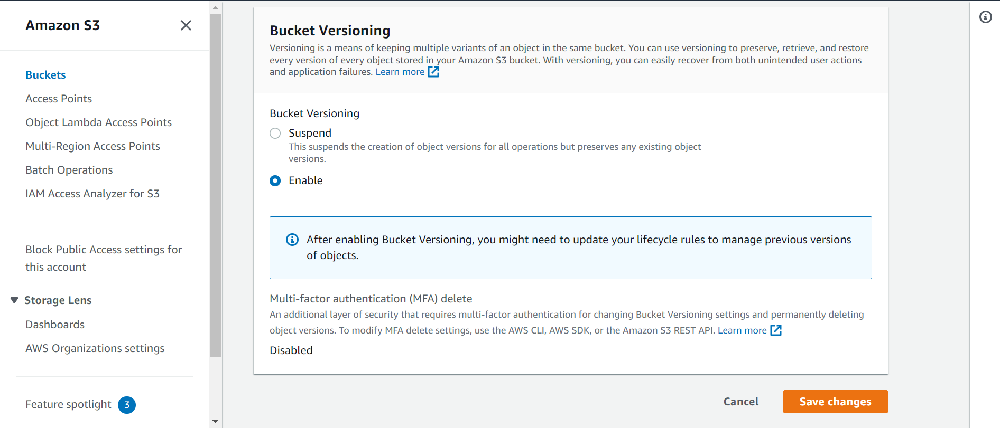 Amazon S3
Buckets
Access Points
Object Lambda Access Points
Multi-Region Access Points
Batch Operations
IAM Access Analyzer for S3
Block Public Access settings for
this account
Storage Lens
Dashboards
AWS Organizations settings
Feature spotlight 3
Bucket Versioning
Versioning is a means of keeping multiple variants of an object in the same bucket. You can use versioning to preserve, retrieve, and restore
every version of every object stored in your Amazon S3 bucket. With versioning, you can easily recover from both unintended user actions
and application failures. Learn more
Bucket Versioning
Suspend
This suspends the creation of object versions for all operations but preserves any existing object
versions.
Enable
After enabling Bucket Versioning, you might need to update your lifecycle rules to manage previous versions
of objects.
Multi-factor authentication (MFA) delete
An additional layer of security that requires multi-factor authentication for changing Bucket Versioning settings and permanently deleting
object versions. To modify MFA delete settings, use the AWS CLI, AWS SDK, or the Amazon S3 REST API. Learn more
Disabled
Cancel
Save changes